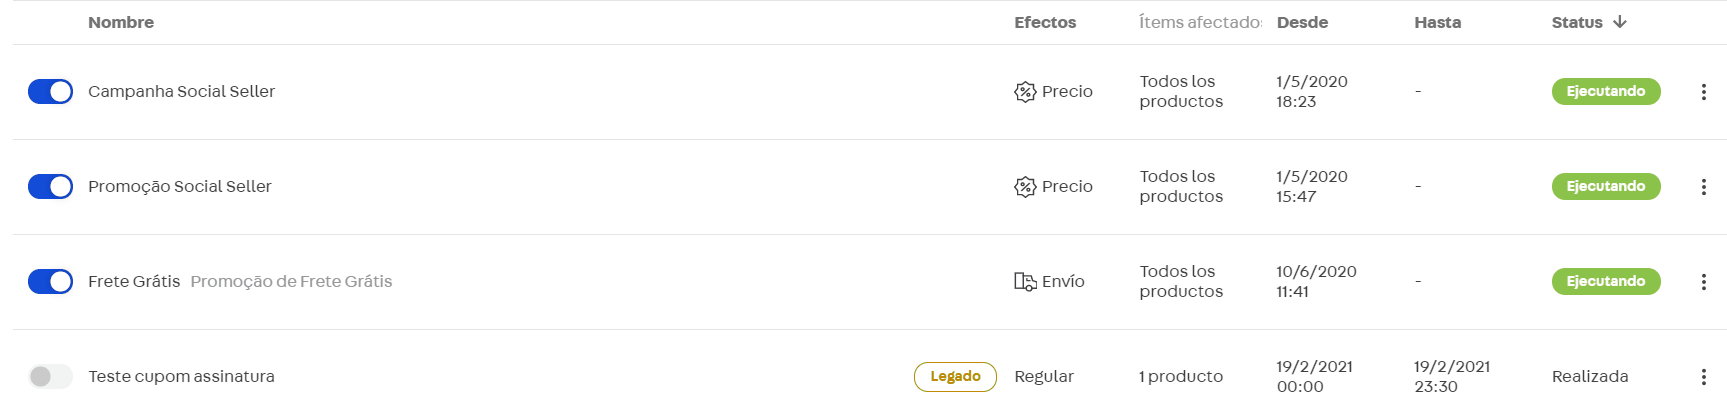 Nombre Efectos Ítems afectados Desde Hasta Status
Campanha Social Seller Precio Todos los productos 1/5/2020 18:23 - Ejecutando
Promoção Social Seller Precio Todos los productos 1/5/2020 15:47 - Ejecutando
Frete Grátis Promoção de Frete Grátis Envío Todos los productos 10/6/2020 11:41 - Ejecutando
Teste cupom assinatura Legado Regular 1 producto 19/2/2021 00:00 19/2/2021 23:30 Realizada